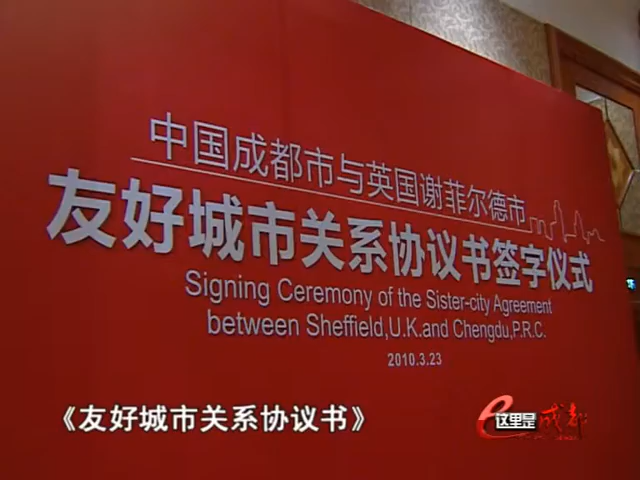 中国成都市与英国谢菲尔德市
友好城市关系协议书签字仪式
Signing Ceremony of the Sister-city Agreement
between Sheffield,U.K.and Chengdu,P.R.C.
2010.3.23
《友好城市关系协议书》
这里是成都